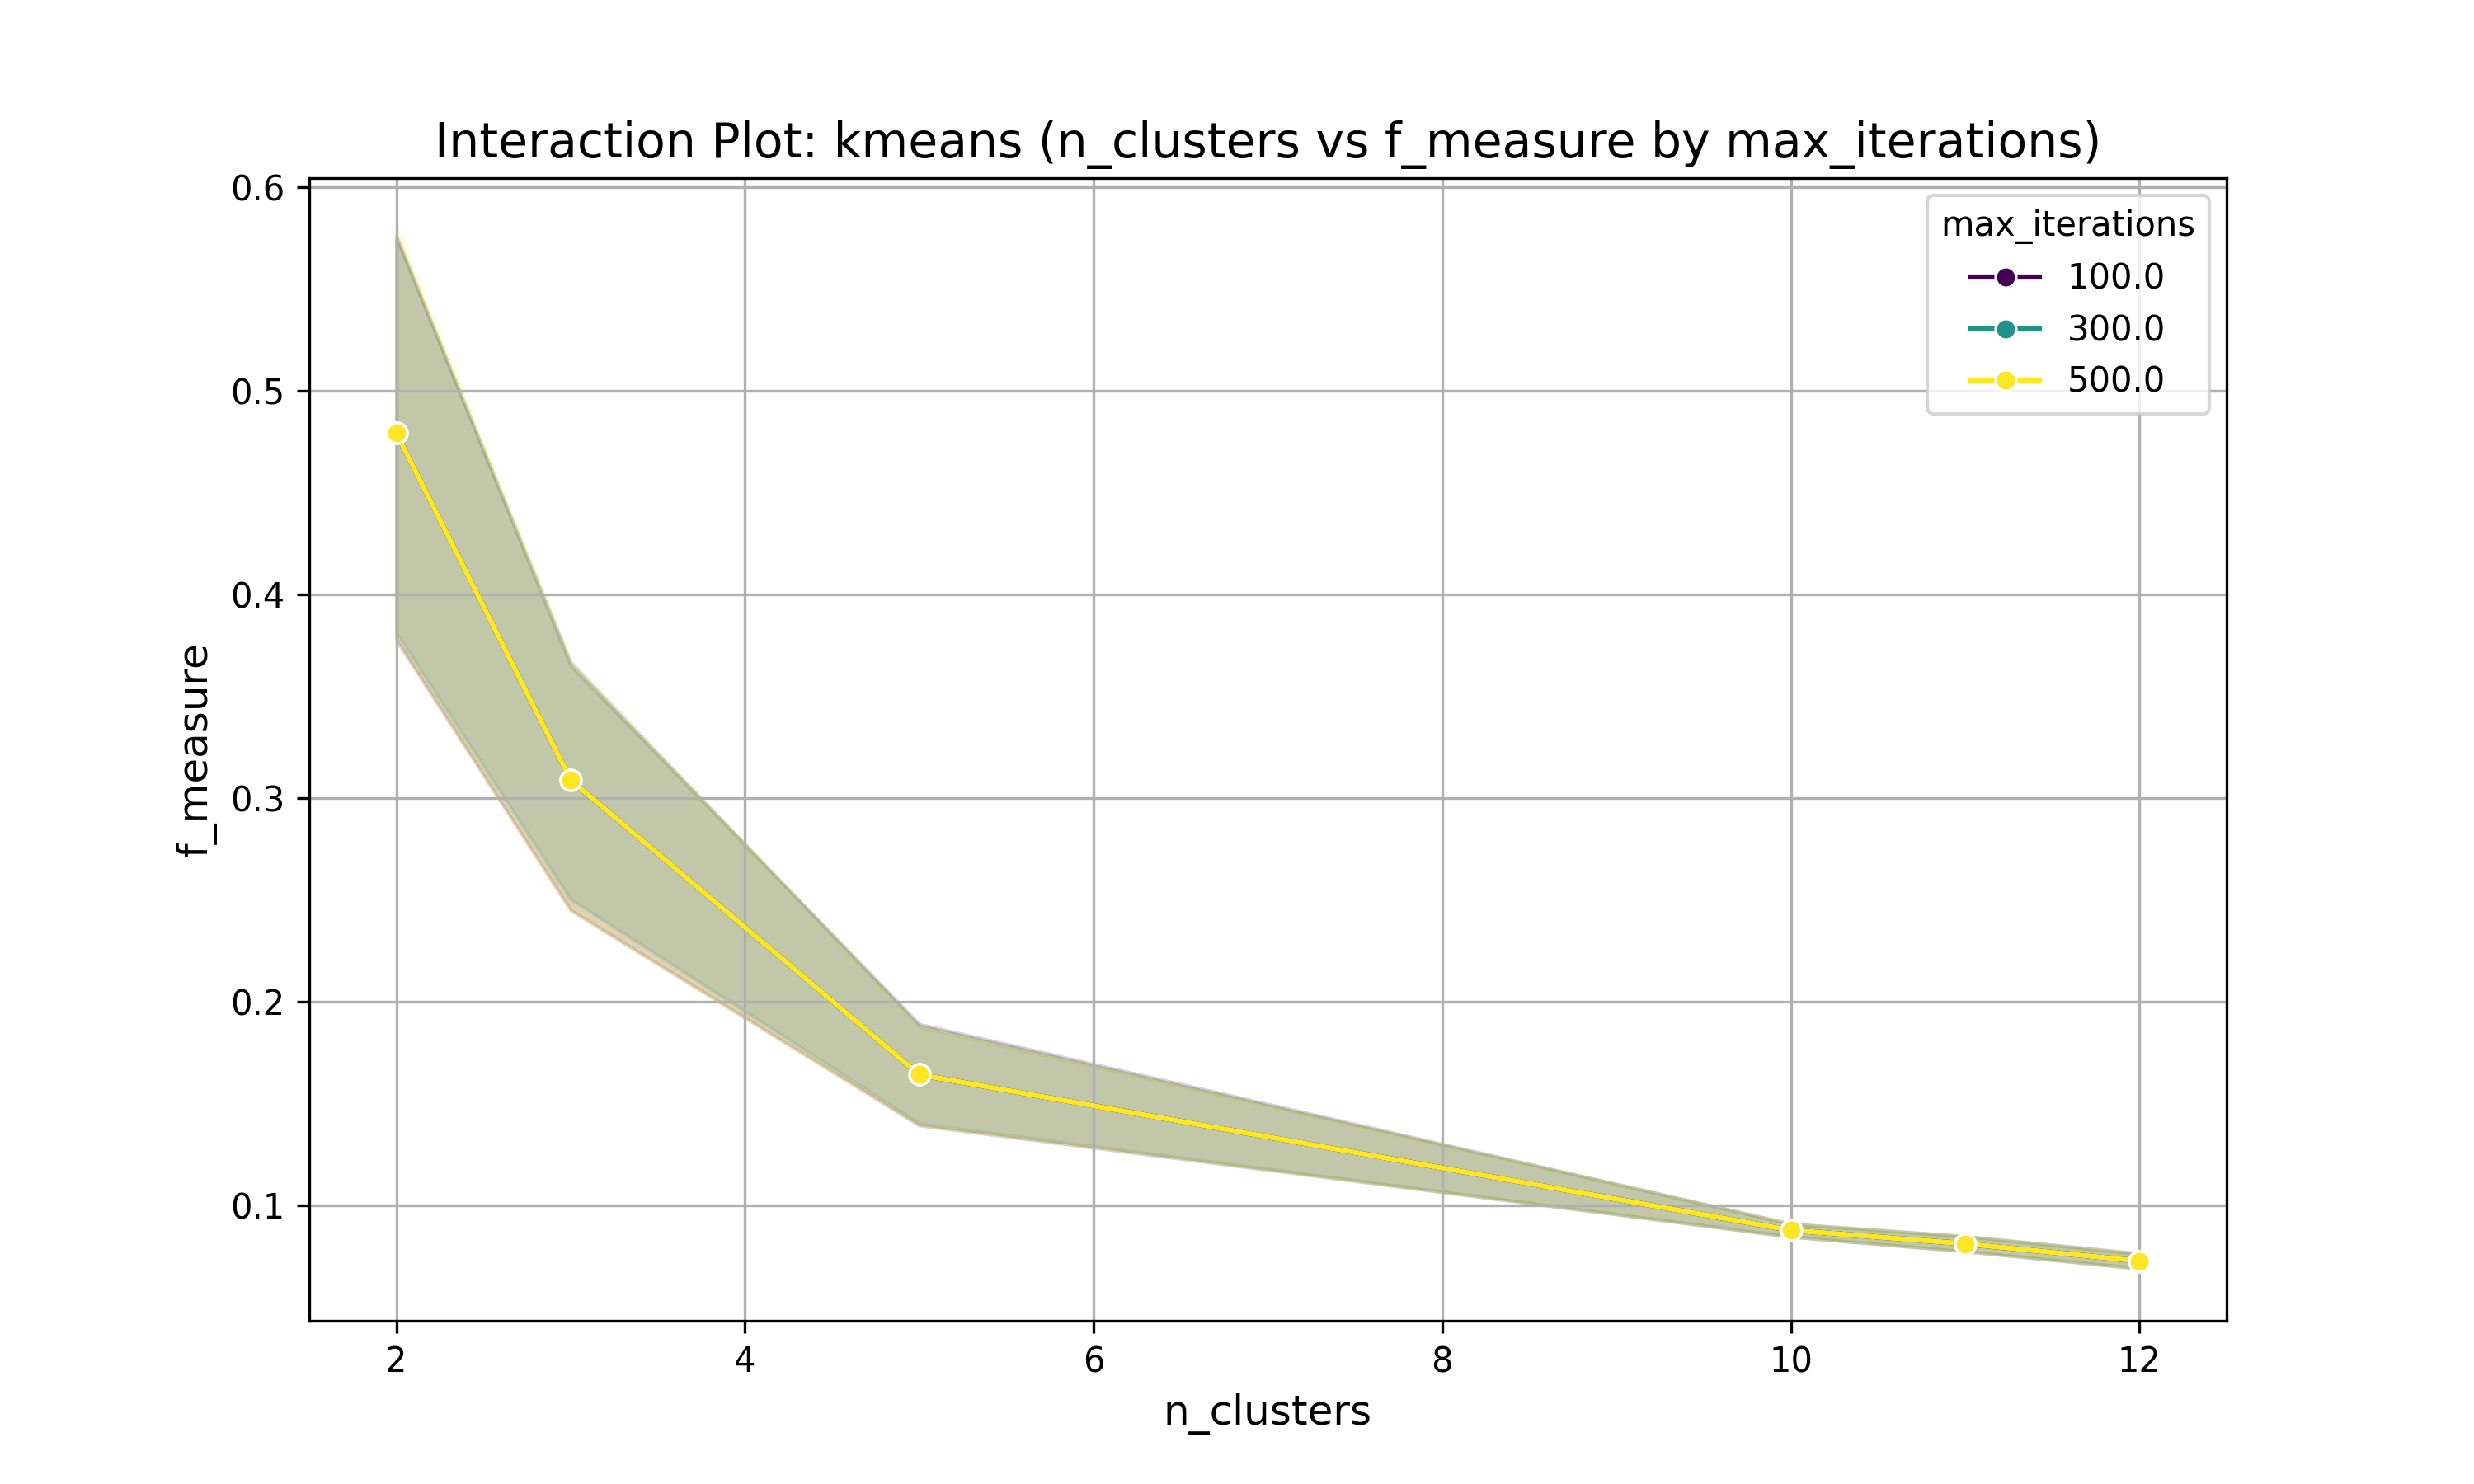 Interaction Plot: kmeans (n_clusters vs f_measure by max_iterations)
max_iterations
100.0
300.0
500.0
f_measure
0.6
0.5
0.4
0.3
0.2
0.1
2 4 6 8 10 12
n_clusters